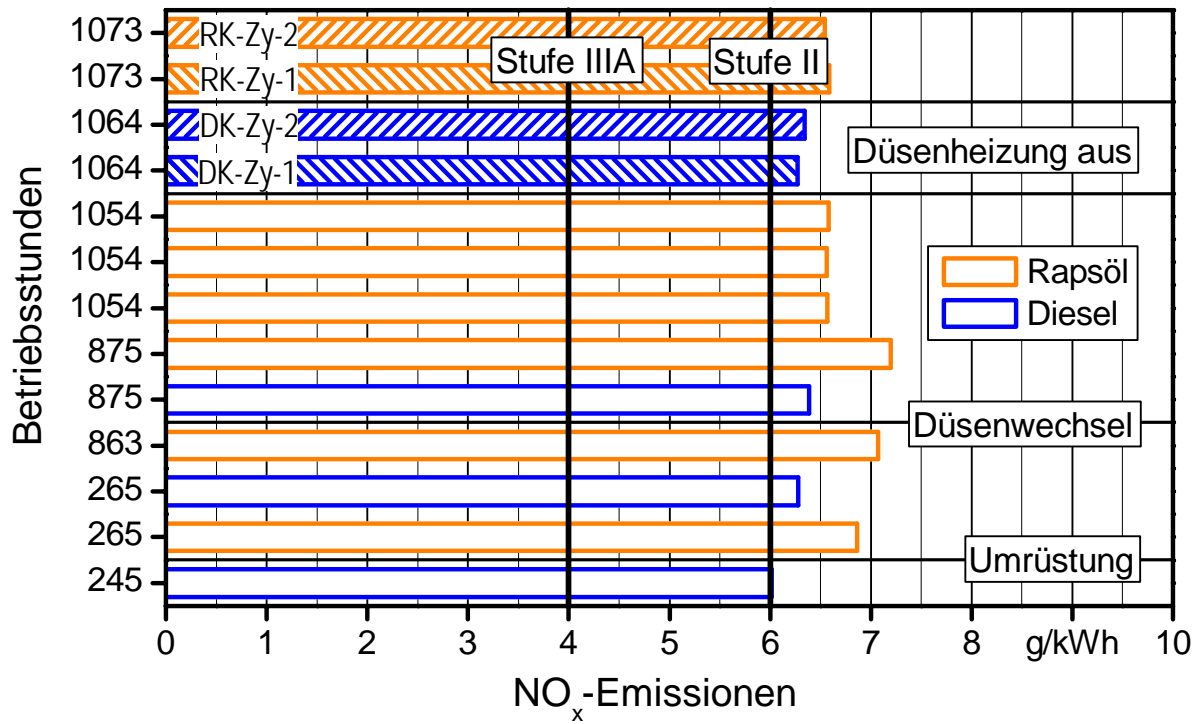 1073 RK-Zy-2
1073 RK-Zy-1
Stufe IIIA Stufe II
1064 DK-Zy-2
1064 DK-Zy-1
Düsenheizung aus
1054
1054
1054
875
875
863
265
265
245
Rapsöl
Diesel
Düsenwechsel
Umrüstung
Betriebsstunden
0 1 2 3 4 5 6 7 8 g/kWh 10
NOx-Emissionen